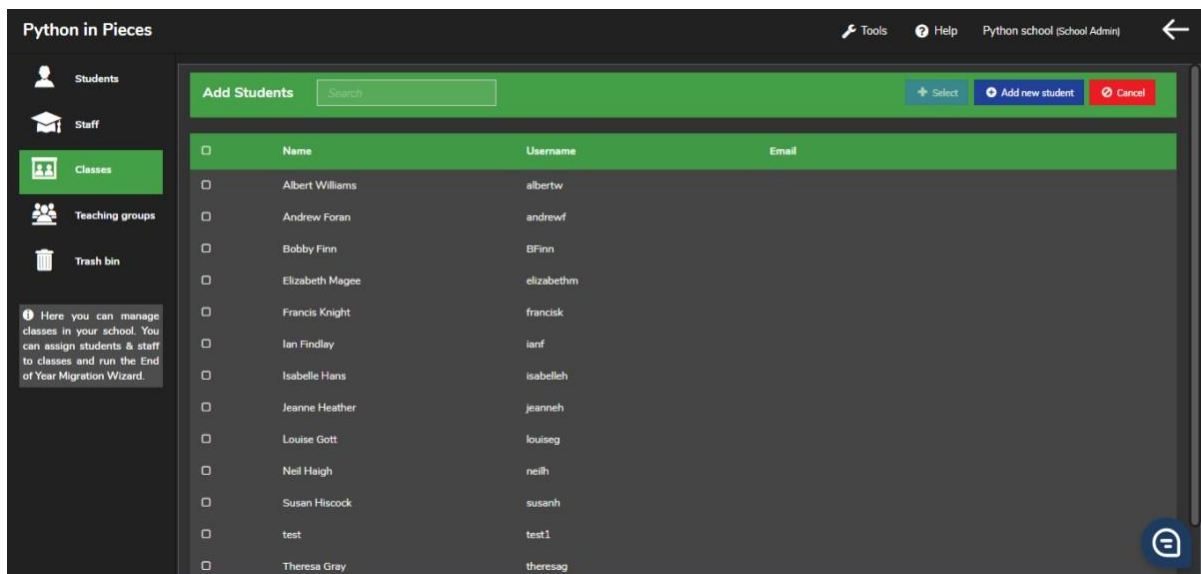 Python in Pieces
Tools
Help
Python school (School Admin)
Students
Staff
Classes
Teaching groups
Trash bin
Here you can manage
classes in your school. You
can assign students & staff
to classes and run the End
of Year Migration Wizard.
Add Students
Search
Select
Add new student
Cancel
Name Username Email
Albert Williams albertw
Andrew Foran andrewf
Bobby Finn BFinn
Elizabeth Magee elizabethm
Francis Knight francisk
Ian Findlay ianf
Isabelle Hans isabelleh
Jeanne Heather jeanneh
Louise Gott louiseg
Neil Haigh neilh
Susan Hiscock susanh
test test1
Theresa Gray theresag